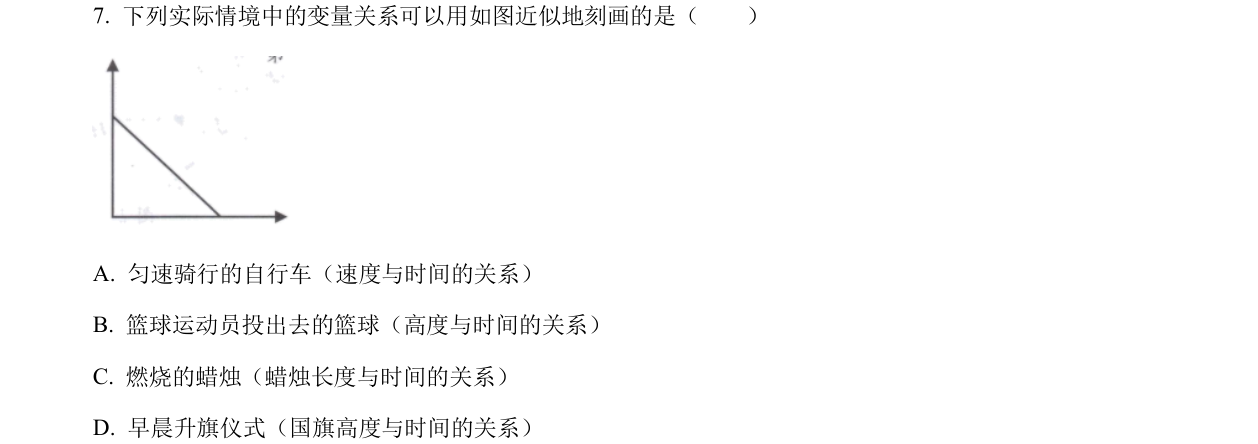 7. 下列实际情境中的变量关系可以用如图近似地刻画的是（　　）
A. 匀速骑行的自行车（速度与时间的关系）
B. 篮球运动员投出去的篮球（高度与时间的关系）
C. 燃烧的蜡烛（蜡烛长度与时间的关系）
D. 早晨升旗仪式（国旗高度与时间的关系）